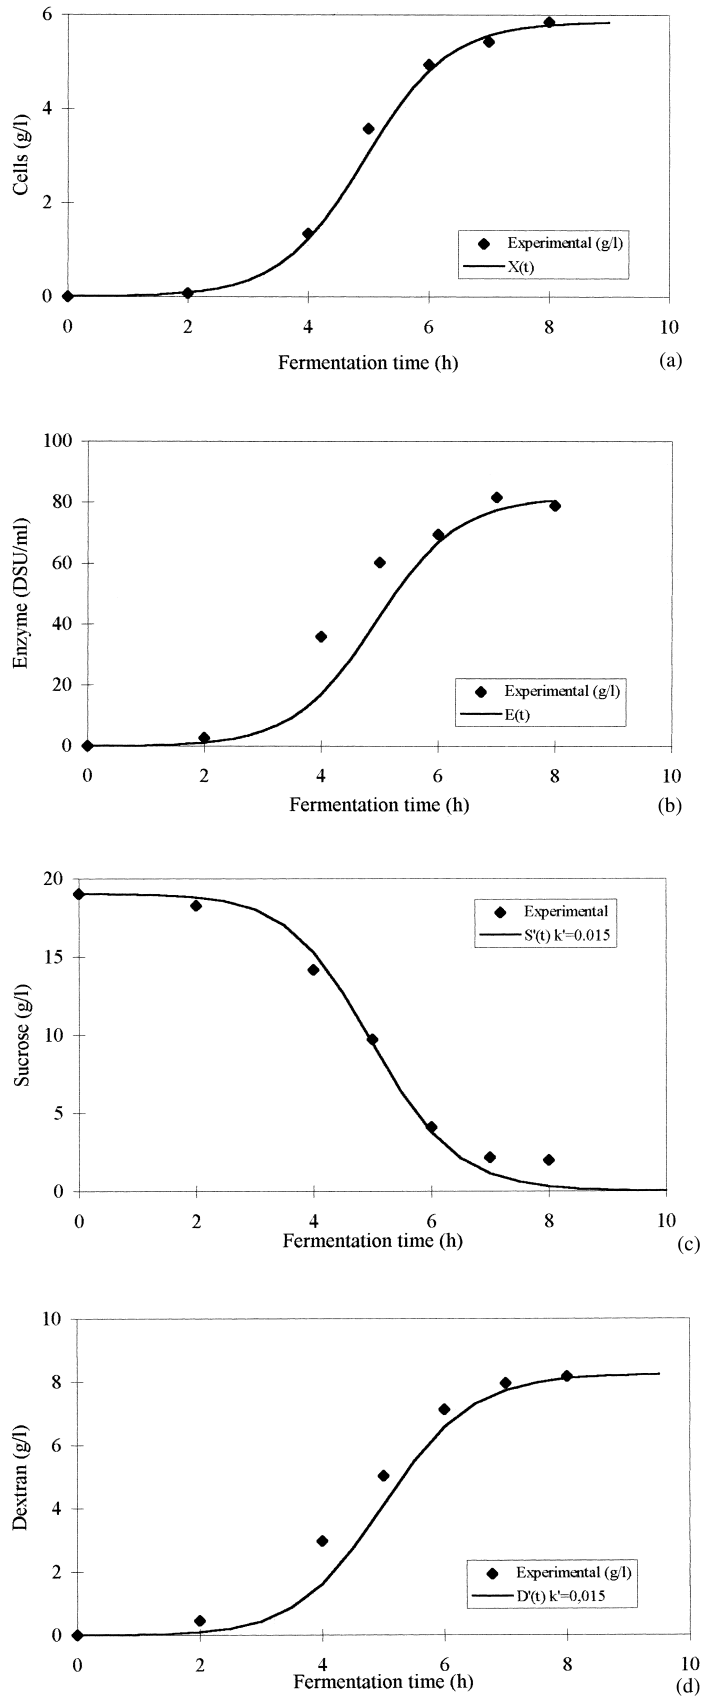 6
4
2
0
Cells (g/l)
Experimental (g/l)
X(t)
0 2 4 6 8 10
Fermentation time (h)
(a)
100
80
60
40
20
0
Enzyme (DSU/ml)
Experimental (g/l)
E(t)
0 2 4 6 8 10
Fermentation time (h)
(b)
20
15
10
5
0
Sucrose (g/l)
Experimental
S'(t) k'=0.015
0 2 4 6 8 10
Fermentation time (h)
(c)
10
8
6
4
2
0
Dextran (g/l)
Experimental (g/l)
D'(t) k'=0,015
0 2 4 6 8 10
Fermentation time (h)
(d)